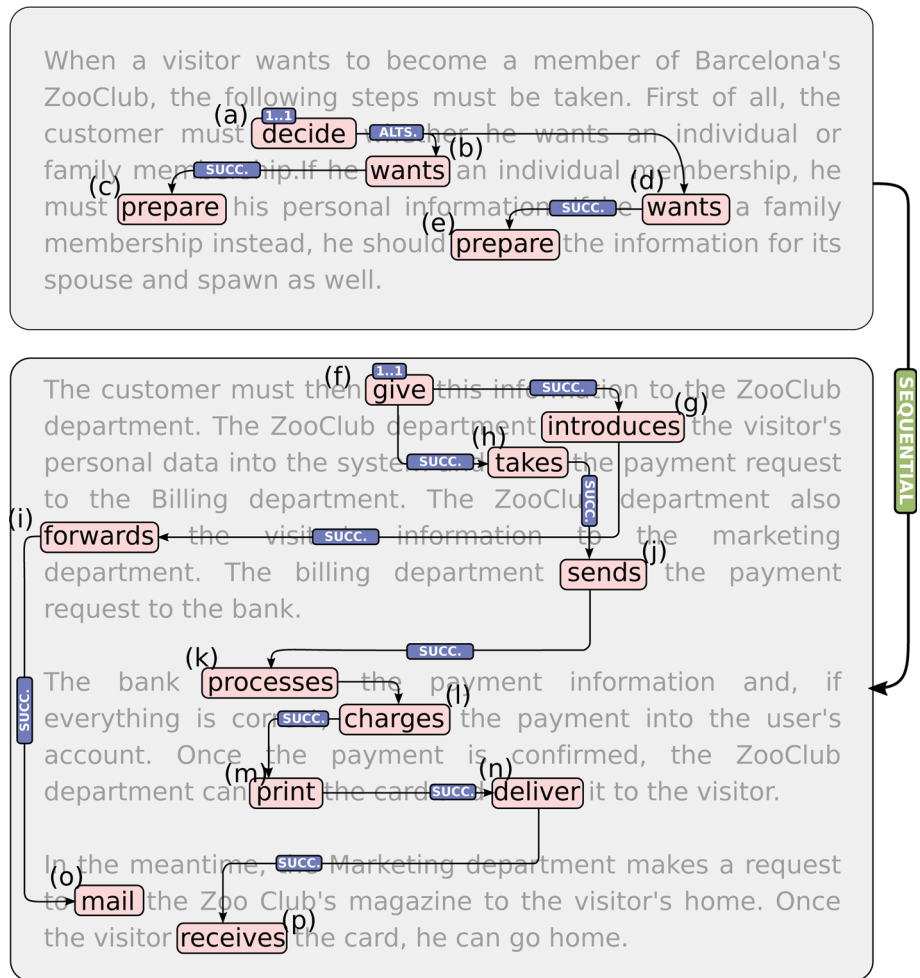 When a visitor wants to become a member of Barcelona's
ZooClub, the following steps must be taken. First of all, the
(a) 1..1 ALTS.
customer must decide whether he wants an individual or
(b)
family membership.If he wants an individual membership, he
SUCC.
(c) (d)
must prepare his personal information. wants a family
SUCC.
(e)
membership instead, he should prepare the information for its
spouse and spawn as well.
SEQUENTIAL
(f) 1..1 SUCC.
The customer must then give this information to the ZooClub
(g)
department. The ZooClub department introduces the visitor's
(h) SUCC.
personal data into the system takes the payment request
SUCC.
to the Billing department. The ZooClub department also
(i) SUCC.
forwards the visitor's information to the marketing
(j)
department. The billing department sends the payment
request to the bank.
SUCC.
(k)
The bank processes the payment information and, if
SUCC.
(l) SUCC.
everything is correct, charges the payment into the user's
account. Once the payment is confirmed, the ZooClub
(m) (n) SUCC.
department can print the card deliver it to the visitor.
SUCC.
In the meantime, the Marketing department makes a request
(o)
to mail the Zoo Club's magazine to the visitor's home. Once
(p)
the visitor receives the card, he can go home.